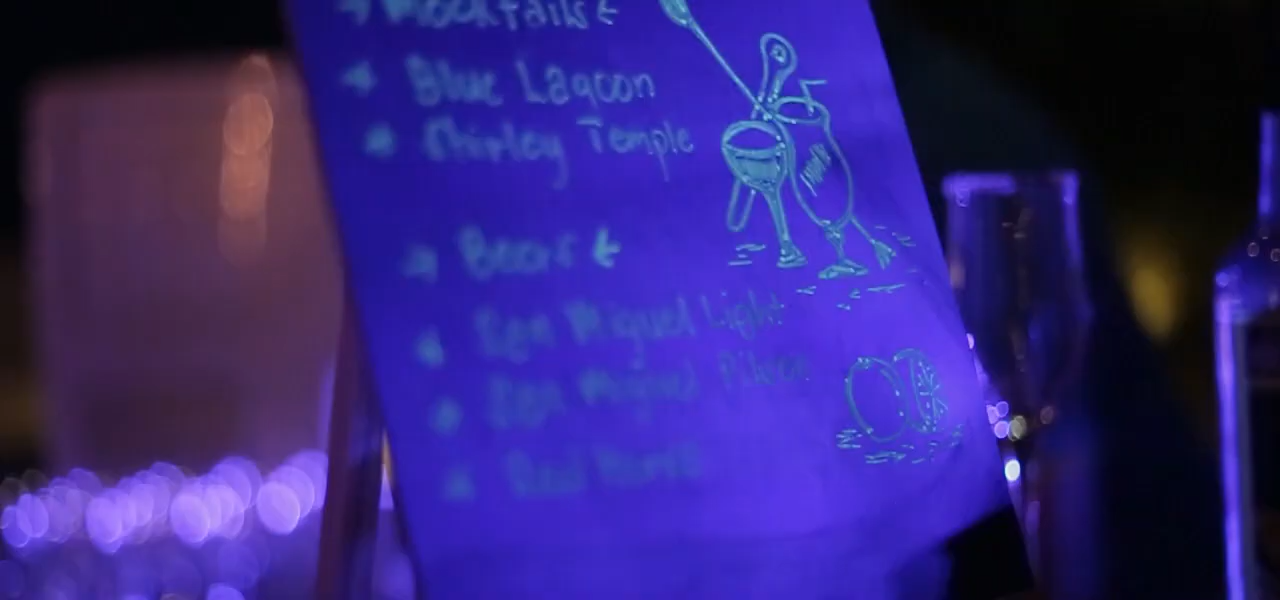 → Mocktails ←
Blue Lagoon
Shirley Temple
→ Beers ←
San Miguel Light
San Miguel Pilsen
Red Horse